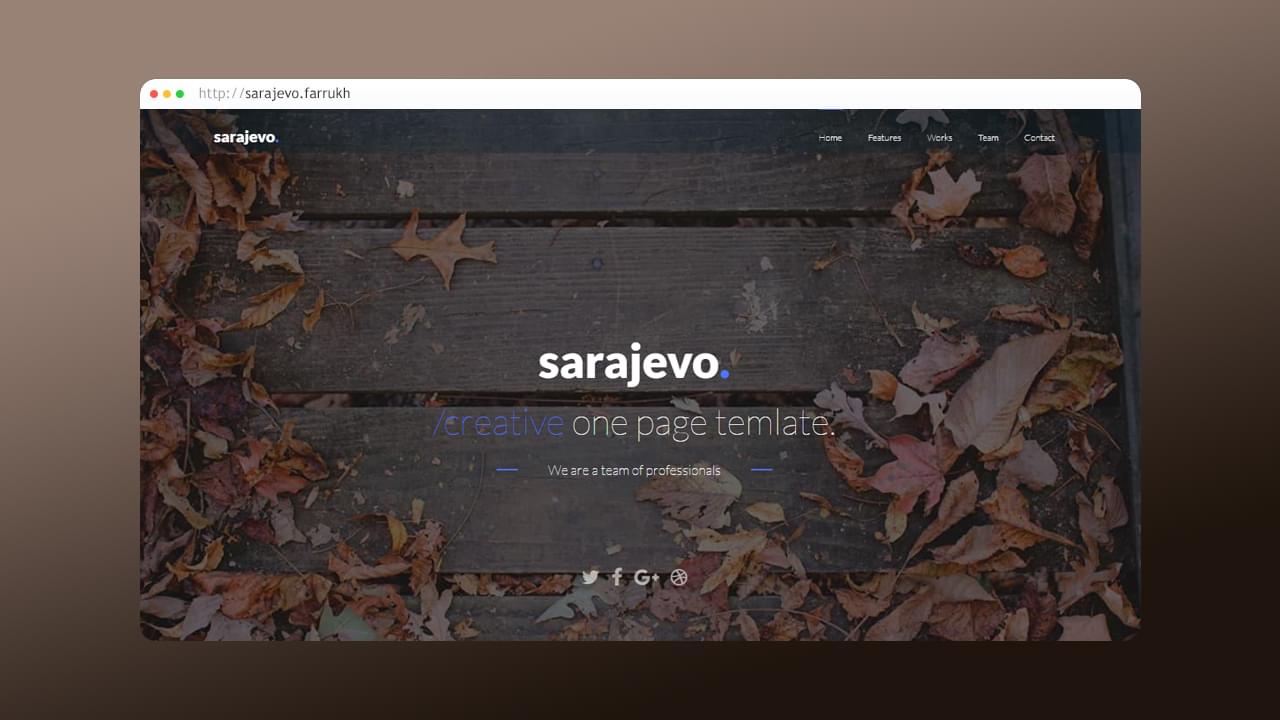 http://sarajevo.farrukh
sarajevo.
Home Features Works Team Contact
sarajevo.
/creative one page temlate.
We are a team of professionals